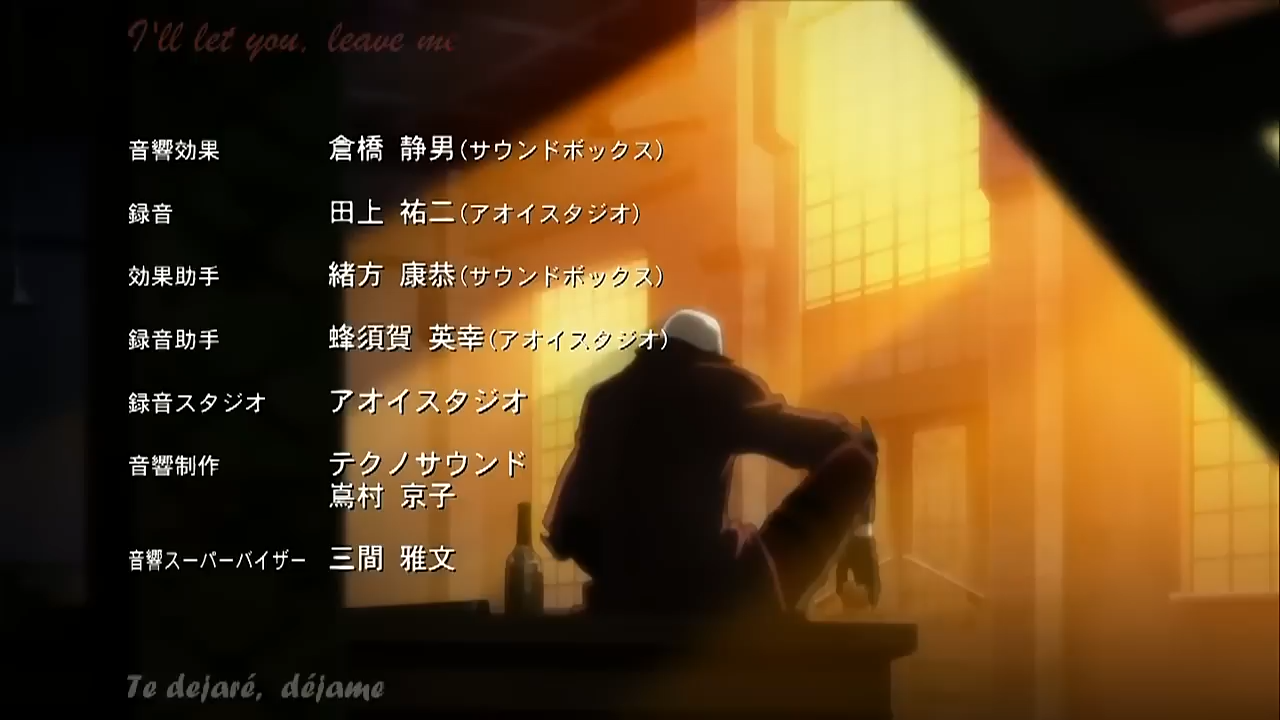 I'll let you, leave me
音響効果 倉橋 静男(サウンドボックス)
録音 田上 祐二(アオイスタジオ)
効果助手 緒方 康恭(サウンドボックス)
録音助手 蜂須賀 英幸(アオイスタジオ)
録音スタジオ アオイスタジオ
音響制作 テクノサウンド
嶌村 京子
音響スーパーバイザー 三間 雅文
Te dejaré, déjame